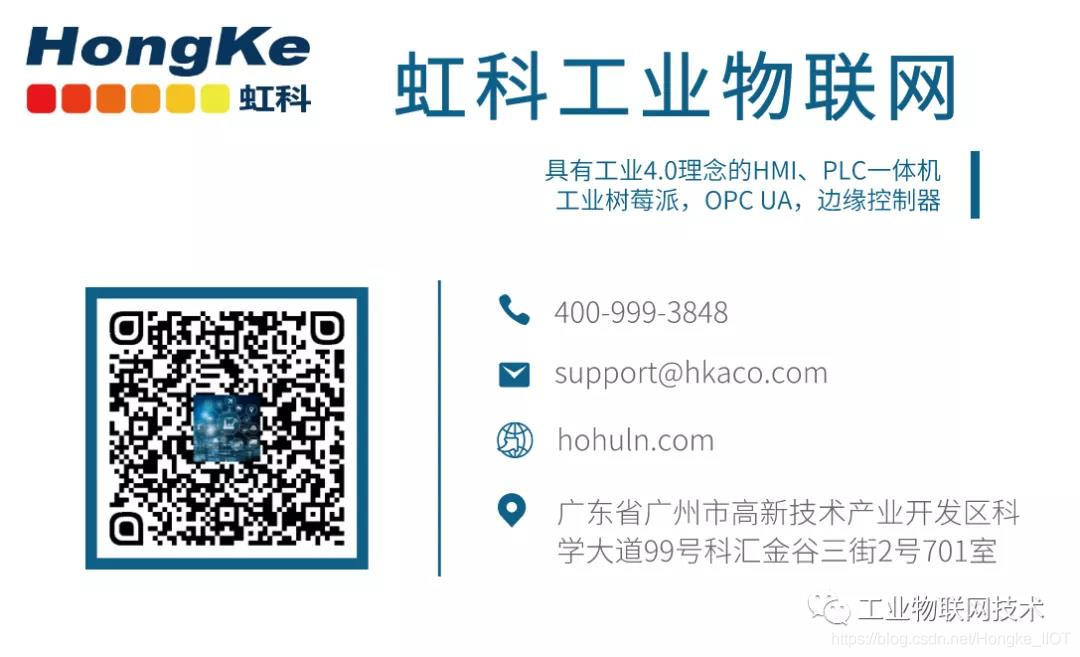 HongKe
虹科
虹科工业物联网
具有工业4.0理念的HMI、PLC一体机
工业树莓派，OPC UA，边缘控制器
400-999-3848
support@hkaco.com
hohuln.com
广东省广州市高新技术产业开发区科
学大道99号科汇金谷三街2号701室
工业物联网技术
https://blog.csdn.net/Hongke_IIOT